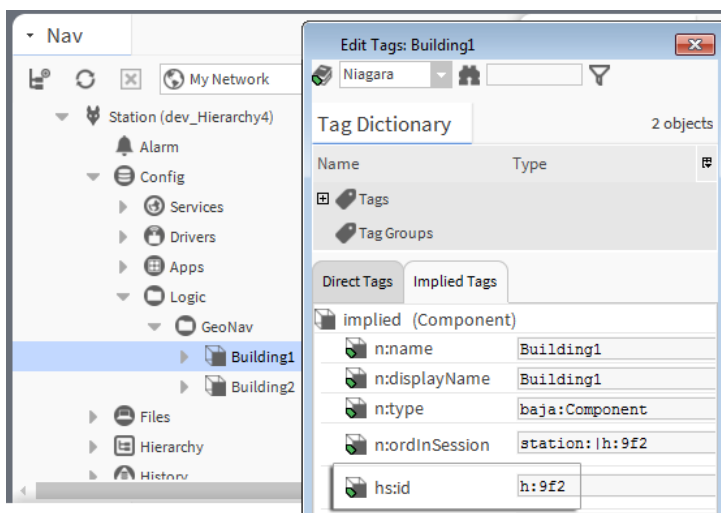 Nav
My Network
Station (dev_Hierarchy4)
Alarm
Config
Services
Drivers
Apps
Logic
GeoNav
Building1
Building2
Files
Hierarchy
History
Edit Tags: Building1
Niagara
Tag Dictionary 2 objects
Name Type
Tags
Tag Groups
Direct Tags Implied Tags
implied (Component)
n:name Building1
n:displayName Building1
n:type baja:Component
n:ordInSession station:|h:9f2
hs:id h:9f2